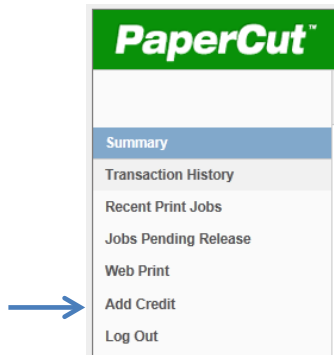 PaperCut™
Summary
Transaction History
Recent Print Jobs
Jobs Pending Release
Web Print
Add Credit
Log Out